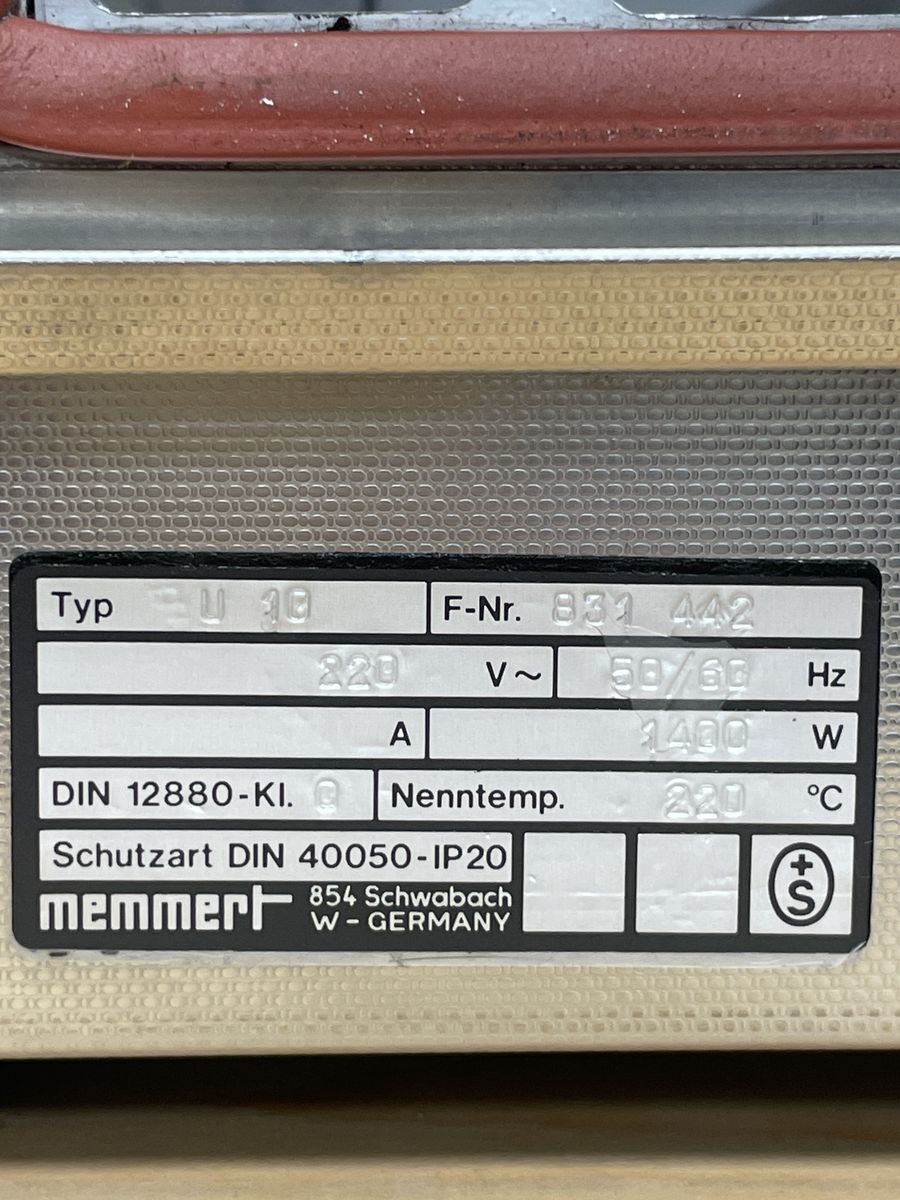 Typ U 10 F-Nr. 831 442
220 V~ 50/60 Hz
A 1400 W
DIN 12880-Kl. 0 Nenntemp. 220 °C
Schutzart DIN 40050-IP20
memmert 854 Schwabach
W-GERMANY
+S